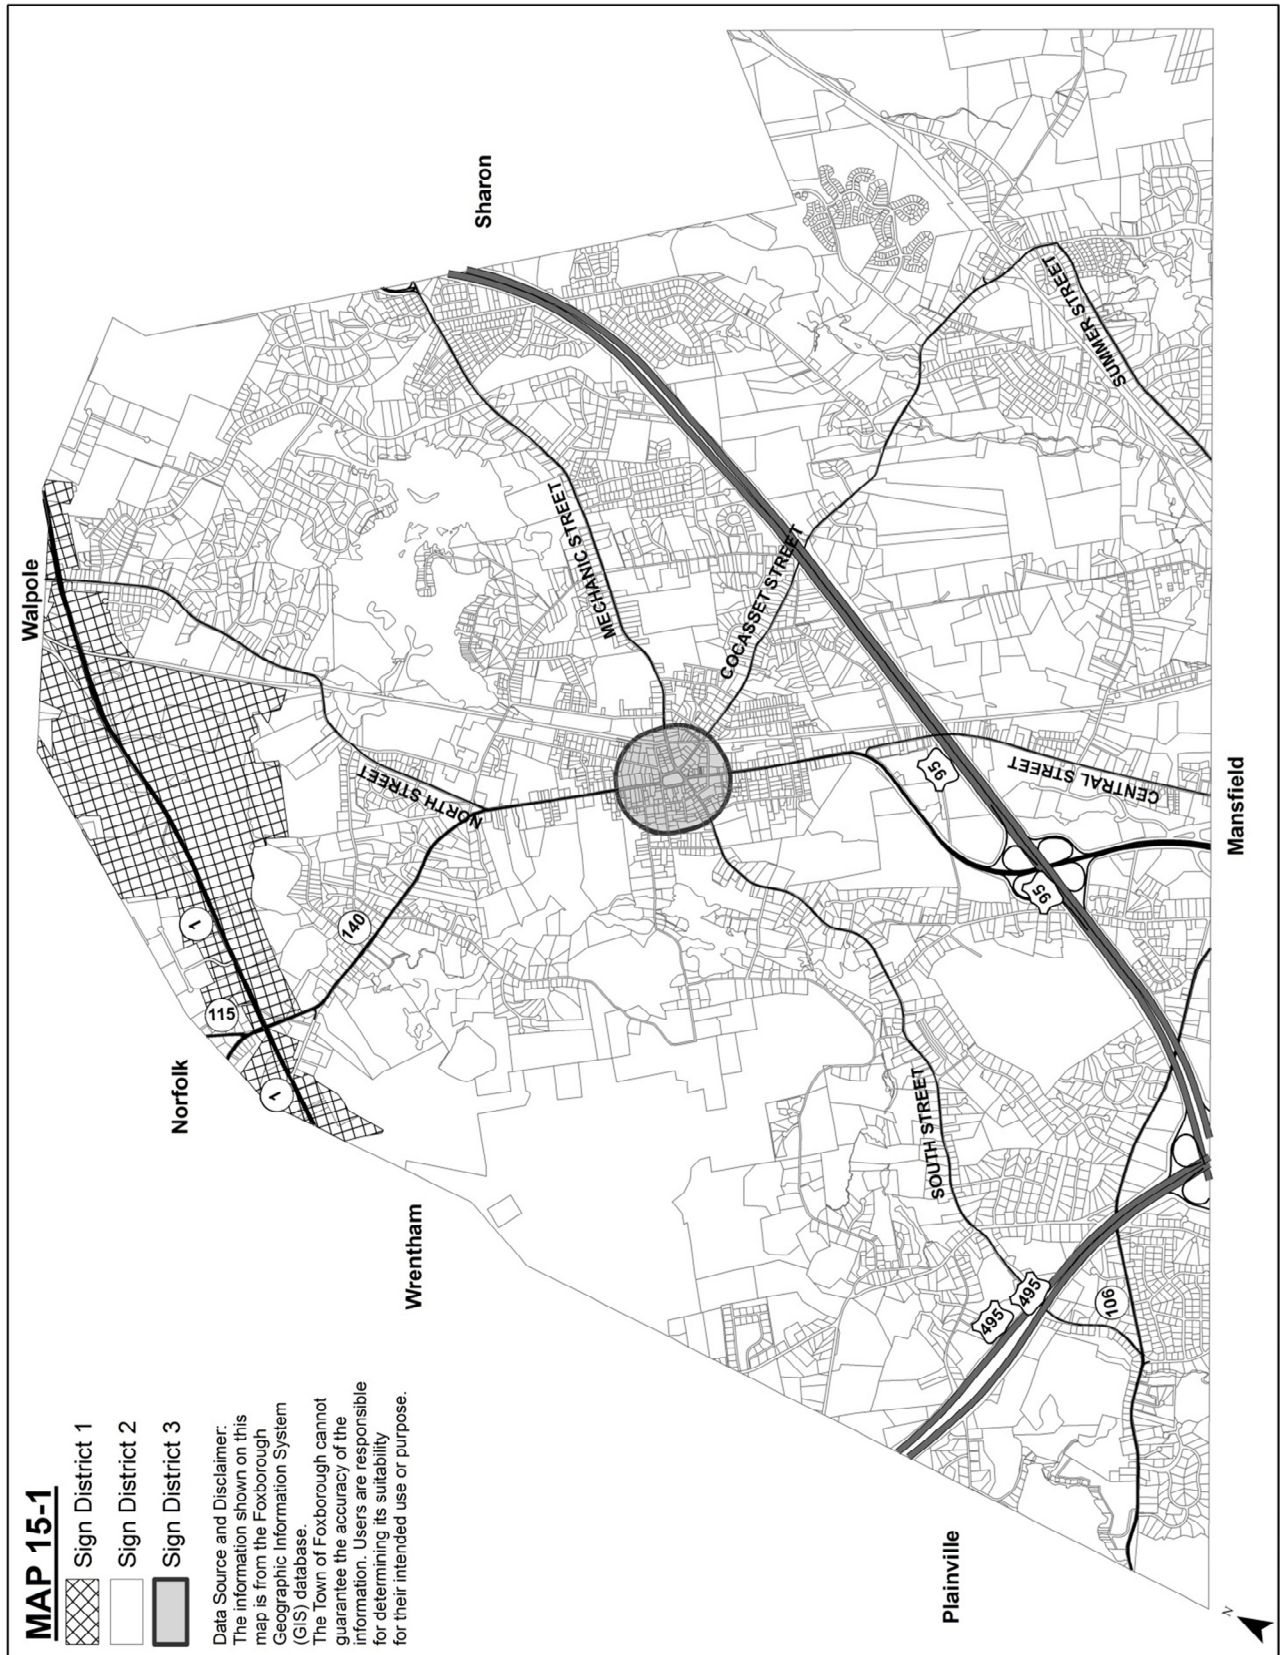 MAP 15-1
Sign District 1
Sign District 2
Sign District 3
Data Source and Disclaimer:
The information shown on this
map is from the Foxborough
Geographic Information System
(GIS) database.
The Town of Foxborough cannot
guarantee the accuracy of the
information. Users are responsible
for determining its suitability
for their intended use or purpose.
Walpole
Sharon
Norfolk
Wrentham
Plainville
Mansfield
1
115
1
140
NORTH STREET
MECHANIC STREET
COCASSET STREET
SUMMER STREET
95
CENTRAL STREET
95
SOUTH STREET
495
495
106
N